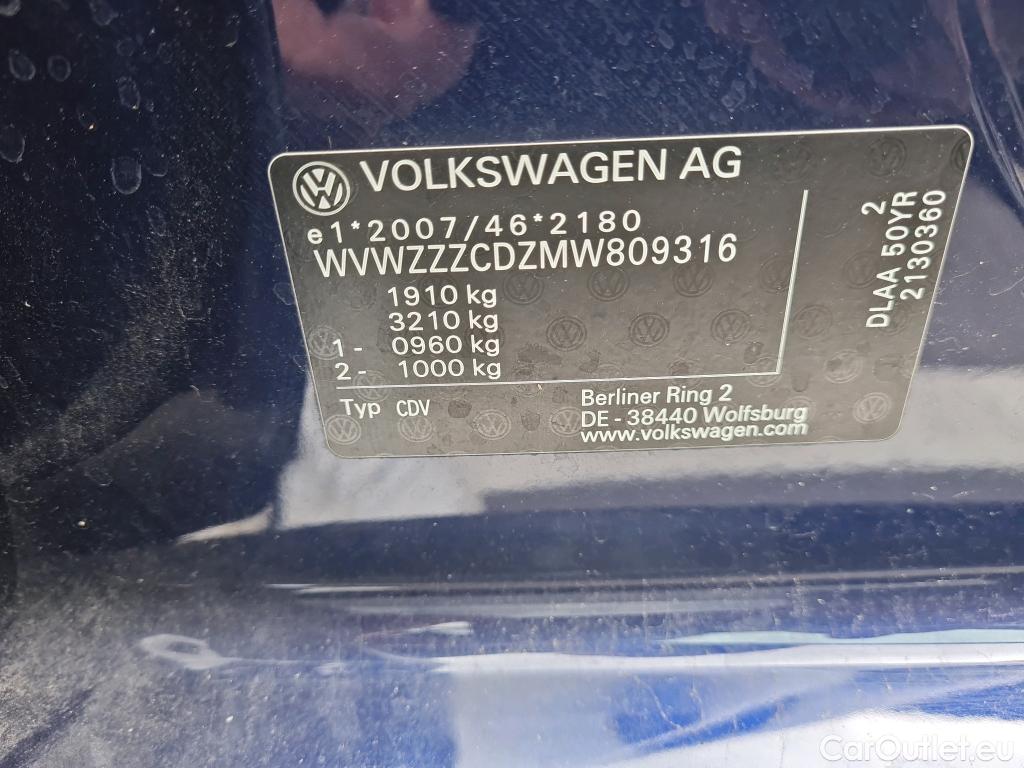 VOLKSWAGEN AG
e1*2007/46*2180
WVWZZZCDZMW809316
1910 kg
3210 kg
1- 0960 kg
2- 1000 kg
Typ CDV
Berliner Ring 2
DE-38440 Wolfsburg
www.volkswagen.com
2
DLAA 50YR
2130360
CarOutlet.eu